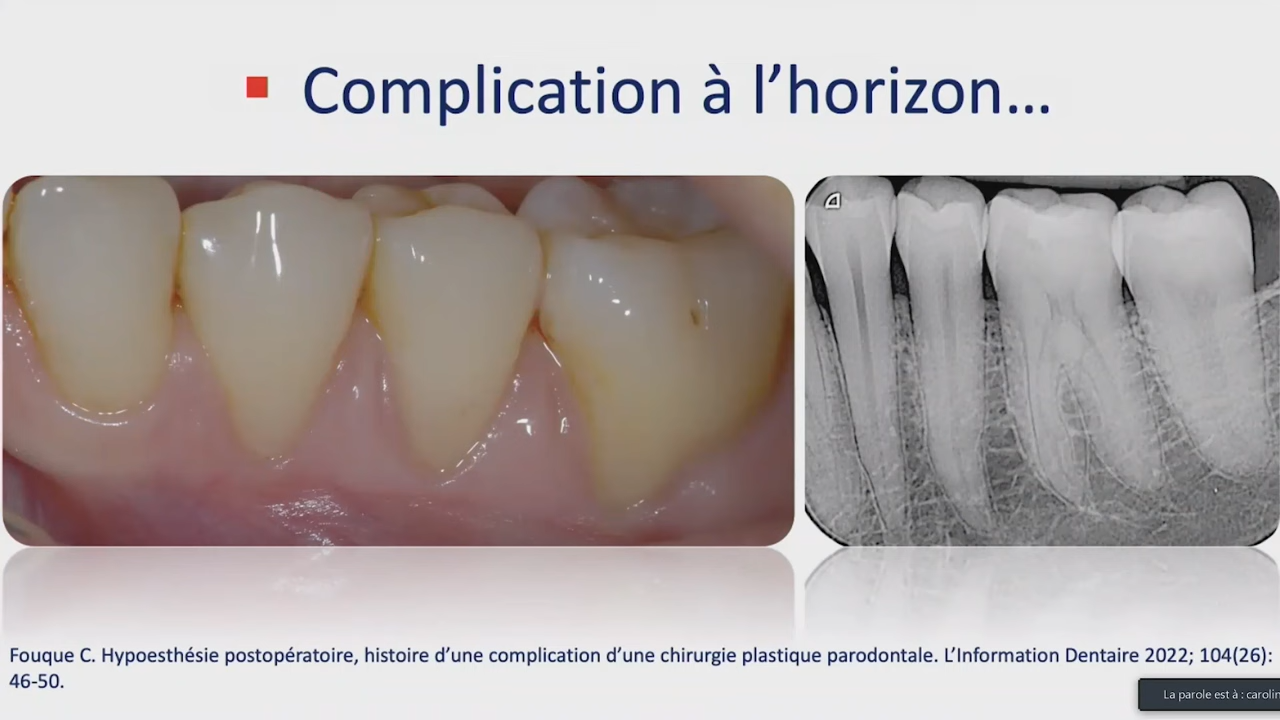 Complication à l’horizon...
Fouque C. Hypoesthésie postopératoire, histoire d’une complication d’une chirurgie plastique parodontale. L’Information Dentaire 2022; 104(26):
46-50.
La parole est à : carolin